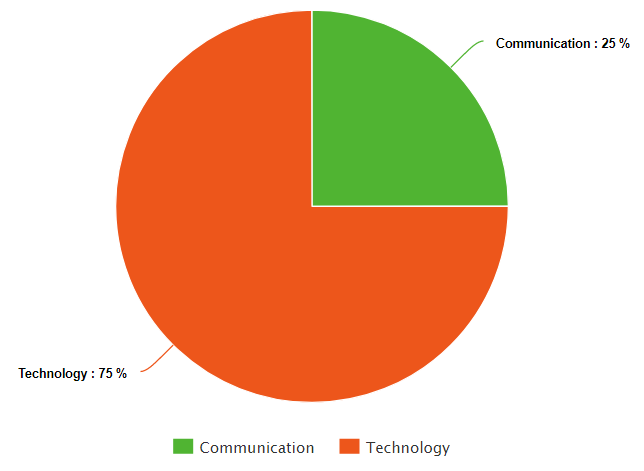 Communication : 25 %
Technology : 75 %
Communication Technology